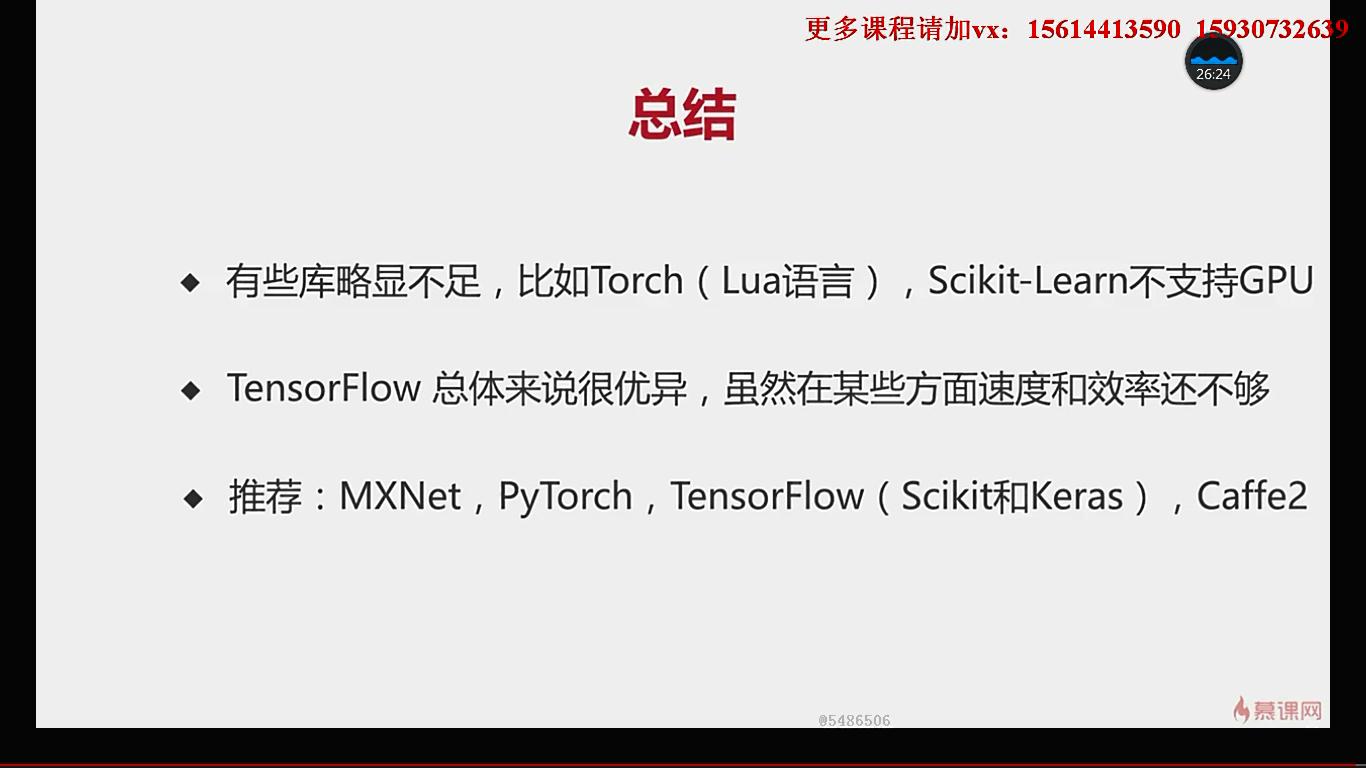 更多课程请加vx：15614413590 15930732639
26:24
总结
◆ 有些库略显不足，比如Torch（Lua语言），Scikit-Learn不支持GPU
◆ TensorFlow 总体来说很优异，虽然在某些方面速度和效率还不够
◆ 推荐：MXNet，PyTorch，TensorFlow（Scikit和Keras），Caffe2
慕课网
@5486506